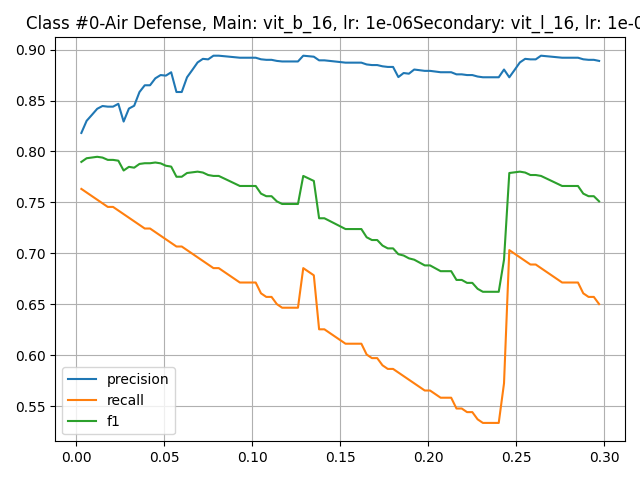 Class #0-Air Defense, Main: vit_b_16, lr: 1e-06Secondary: vit_l_16, lr: 1e-0
0.90
0.85
0.80
0.75
0.70
0.65
0.60
0.55
precision
recall
f1
0.00 0.05 0.10 0.15 0.20 0.25 0.30